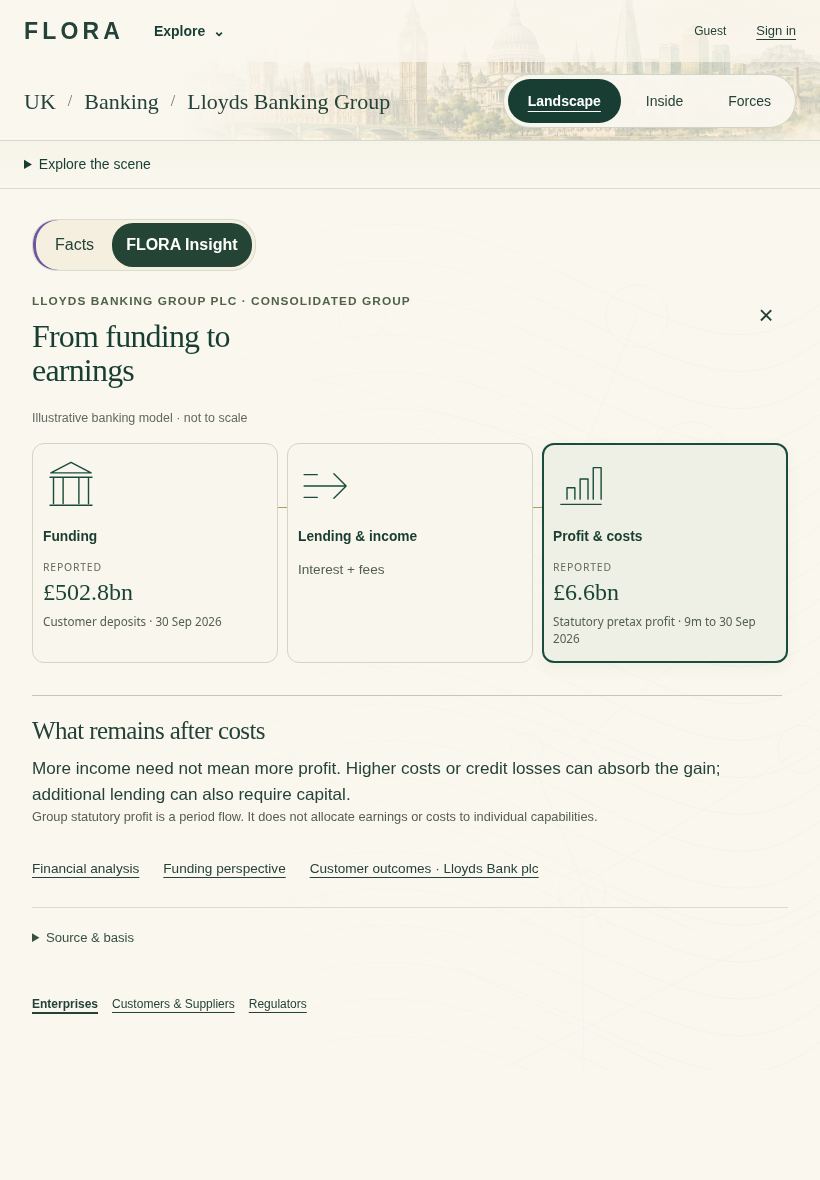 FLORA
Explore
Guest
Sign in
UK / Banking / Lloyds Banking Group
Landscape
Inside
Forces
Explore the scene
Facts
FLORA Insight
LLOYDS BANKING GROUP PLC · CONSOLIDATED GROUP
From funding to
earnings
Illustrative banking model · not to scale
Funding
REPORTED
£502.8bn
Customer deposits · 30 Sep 2026
Lending & income
Interest + fees
Profit & costs
REPORTED
£6.6bn
Statutory pretax profit · 9m to 30 Sep
2026
What remains after costs
More income need not mean more profit. Higher costs or credit losses can absorb the gain;
additional lending can also require capital.
Group statutory profit is a period flow. It does not allocate earnings or costs to individual capabilities.
Financial analysis
Funding perspective
Customer outcomes · Lloyds Bank plc
Source & basis
Enterprises
Customers & Suppliers
Regulators